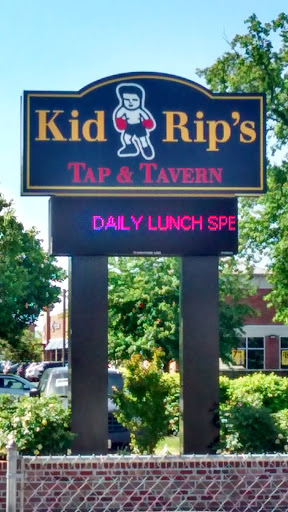 Kid Rip's
TAP & TAVERN
DAILY LUNCH SPE